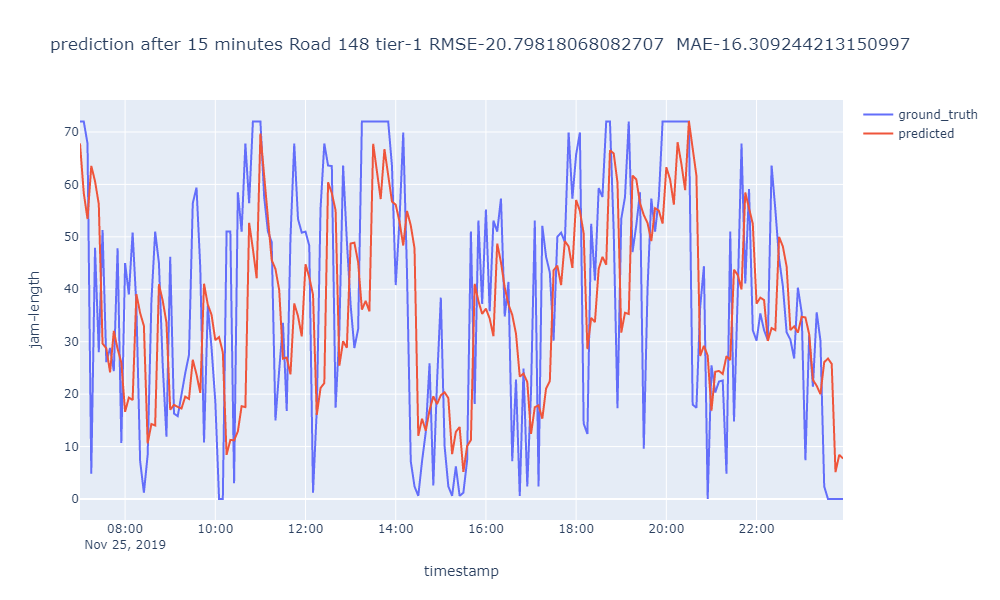 prediction after 15 minutes Road 148 tier-1 RMSE-20.79818068082707  MAE-16.309244213150997
ground_truth
predicted
70
60
50
40
30
20
10
0
jam-length
08:00 10:00 12:00 14:00 16:00 18:00 20:00 22:00
Nov 25, 2019
timestamp